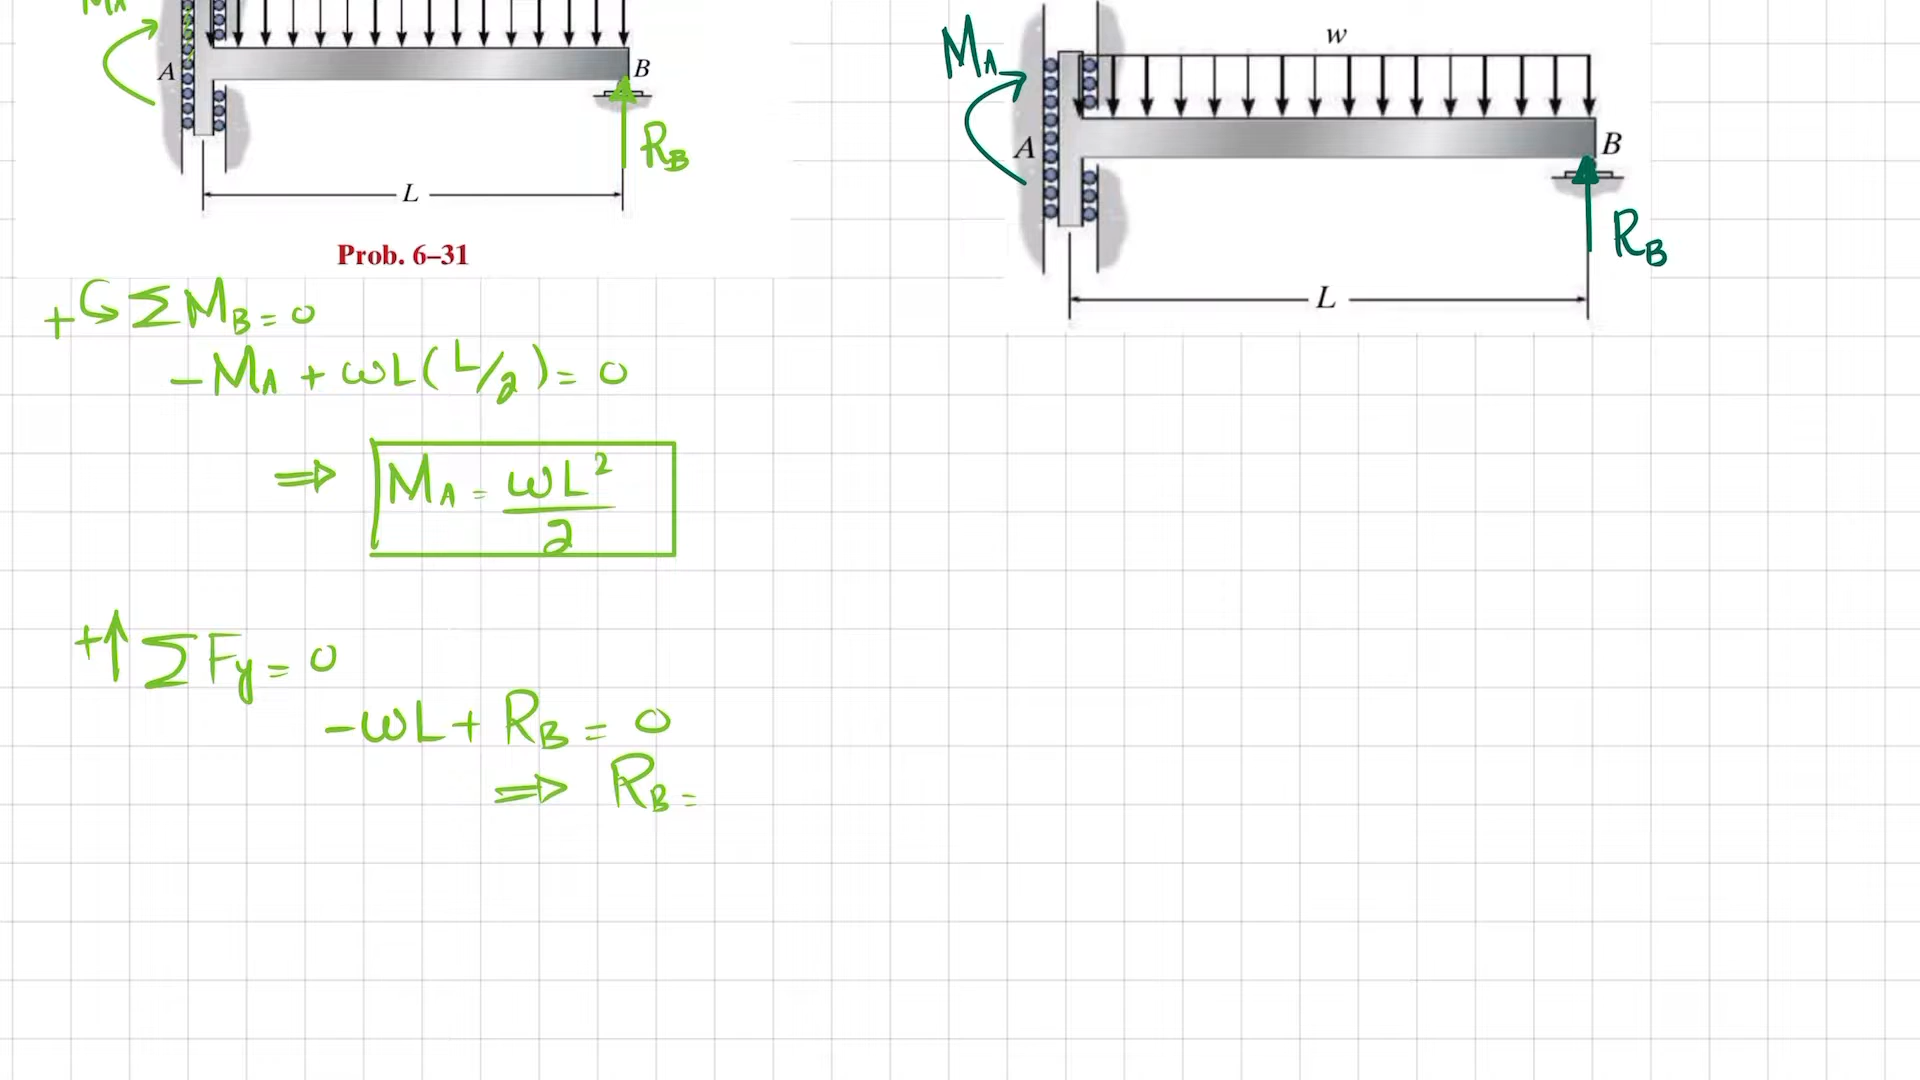 MA
A
B
RB
L
Prob. 6–31
+ ΣMB = 0
-MA + ωL(L/2) = 0
⇒ MA = ωL²/2
+↑ ΣFy = 0
-ωL + RB = 0
⇒ RB =
MA
w
A
B
RB
L